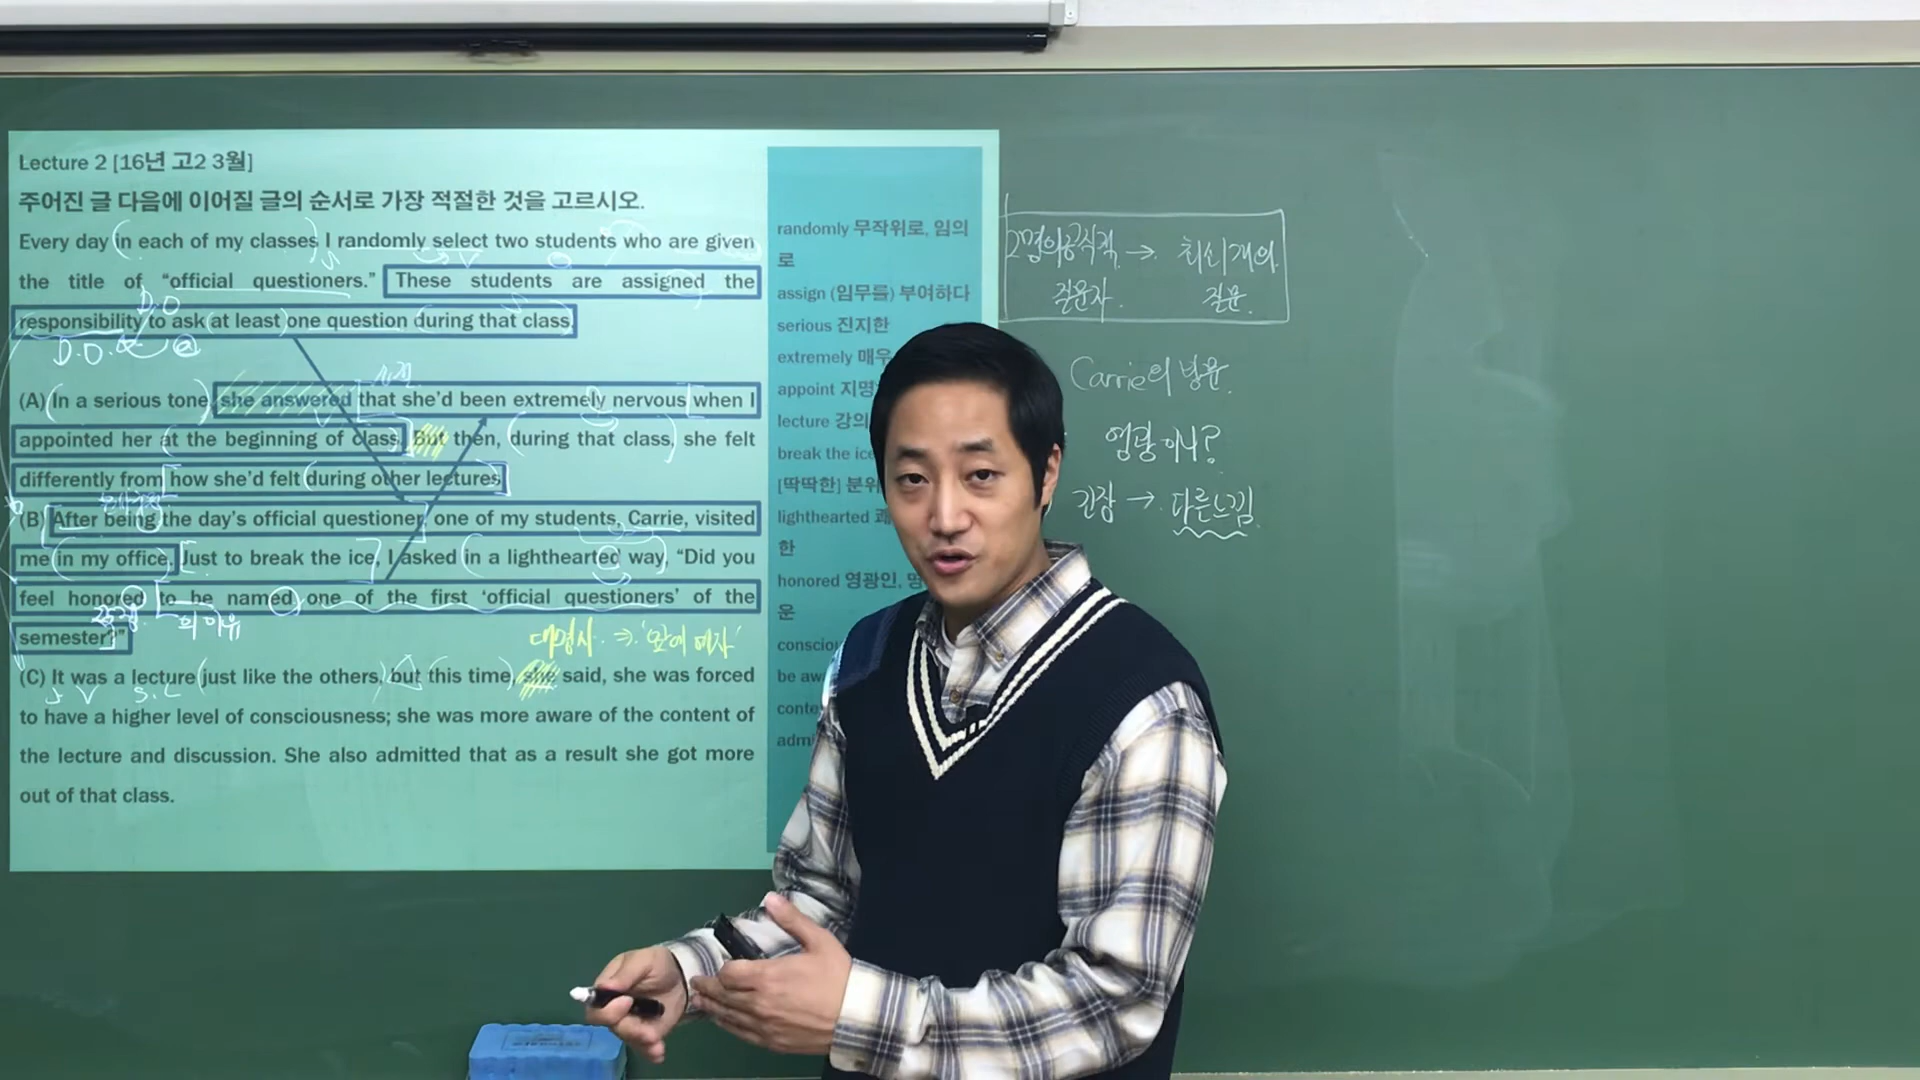 Lecture 2 [16년 고2 3월]
주어진 글 다음에 이어질 글의 순서로 가장 적절한 것을 고르시오.
Every day in each of my classes I randomly select two students who are given
the title of “official questioners.” These students are assigned the
responsibility to ask at least one question during that class.
D.O
D.O.
(A) In a serious tone, she answered that she’d been extremely nervous when I
appointed her at the beginning of class. But then, during that class, she felt
differently from how she’d felt during other lectures.
(B) After being the day’s official questioner, one of my students, Carrie, visited
me in my office. Just to break the ice, I asked in a lighthearted way, “Did you
feel honored to be named one of the first ‘official questioners’ of the
semester?”
의 이유
대명사. ⇒ '앞에 여자'
(C) It was a lecture just like the others, but this time, she said, she was forced
S V S.C
to have a higher level of consciousness; she was more aware of the content of
the lecture and discussion. She also admitted that as a result she got more
out of that class.
randomly 무작위로, 임의
로
assign (임무를) 부여하다
serious 진지한
extremely 매우
appoint
lecture 강의
break the ice
[딱딱한]
lighthearted
한
honored 영광인,
운
be
2명의 공식적 → 최소 1개의
질문자. 질문.
Carrie의 방문.
영광이니?
긴장 → 다른 느낌.